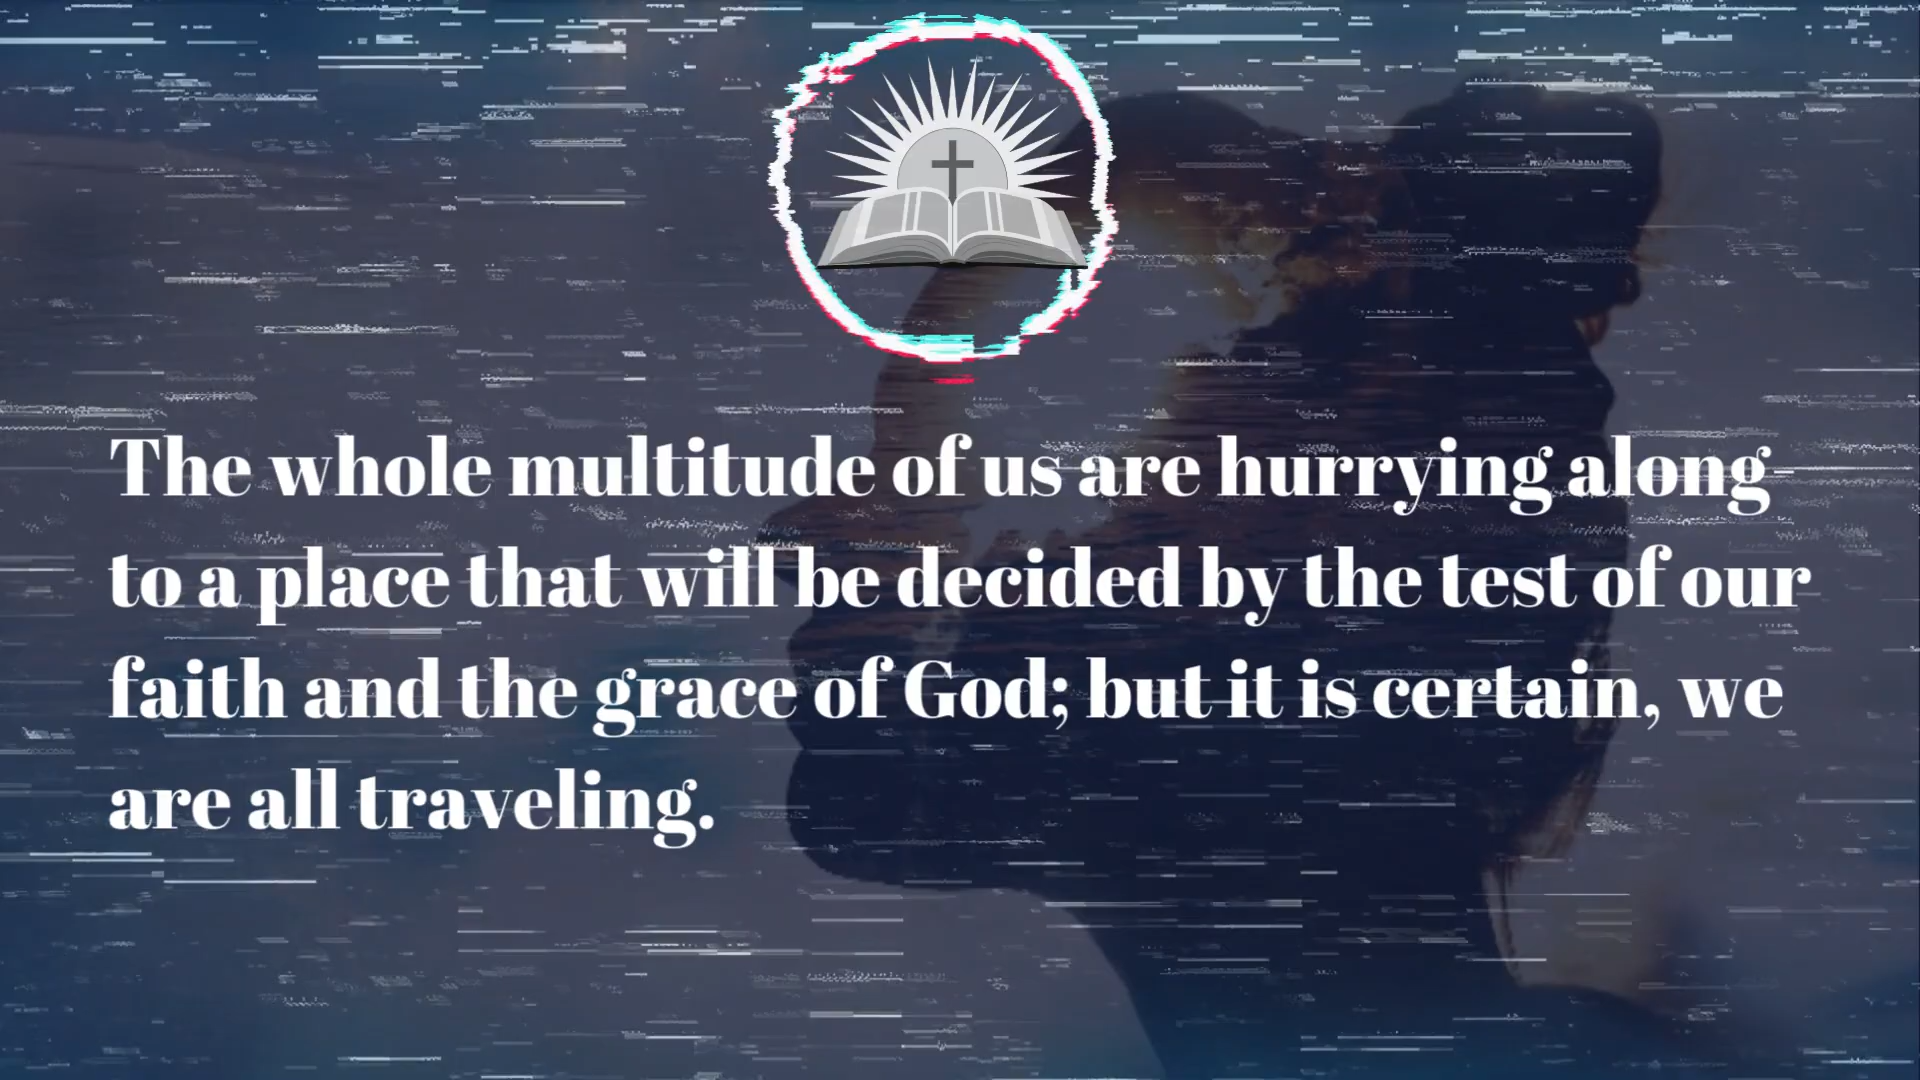 The whole multitude of us are hurrying along
to a place that will be decided by the test of our
faith and the grace of God; but it is certain, we
are all traveling.